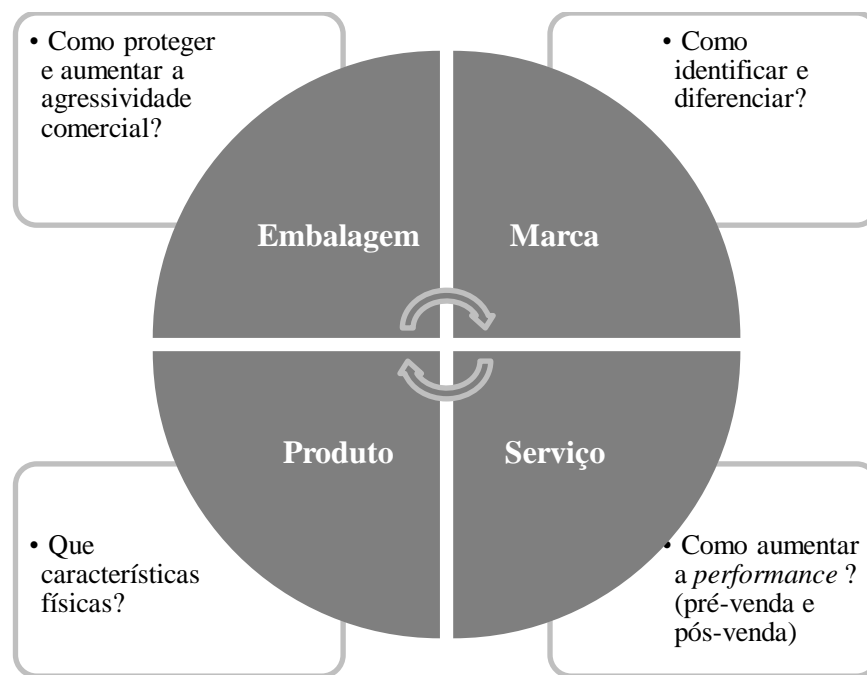 • Como proteger
e aumentar a
agressividade
comercial?
• Como
identificar e
diferenciar?
Embalagem
Marca
Produto
Serviço
• Que
características
físicas?
• Como aumentar
a performance ?
(pré-venda e
pós-venda)